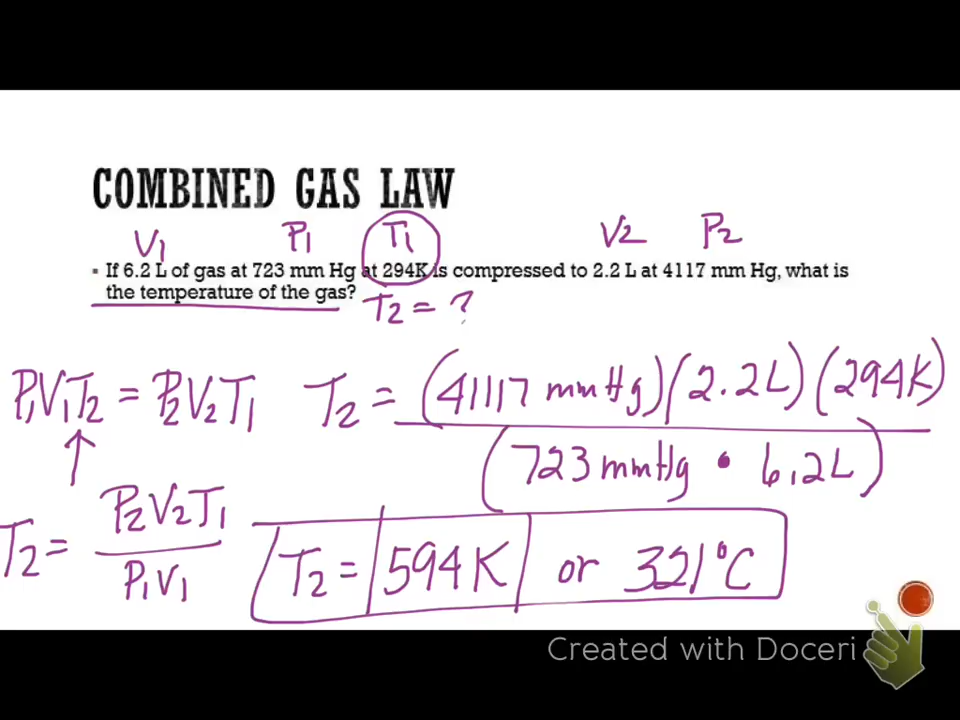 COMBINED GAS LAW
V1 P1 T1 V2 P2
▪ If 6.2 L of gas at 723 mm Hg at 294K is compressed to 2.2 L at 4117 mm Hg, what is
the temperature of the gas?
T2 = ?
P1V1T2 = P2V2T1
T2 = (41117 mmHg)(2.2L)(294K)
(723 mmHg • 6.2L)
T2 = P2V2T1
P1V1
T2 = 594K or 321°C
Created with Doceri